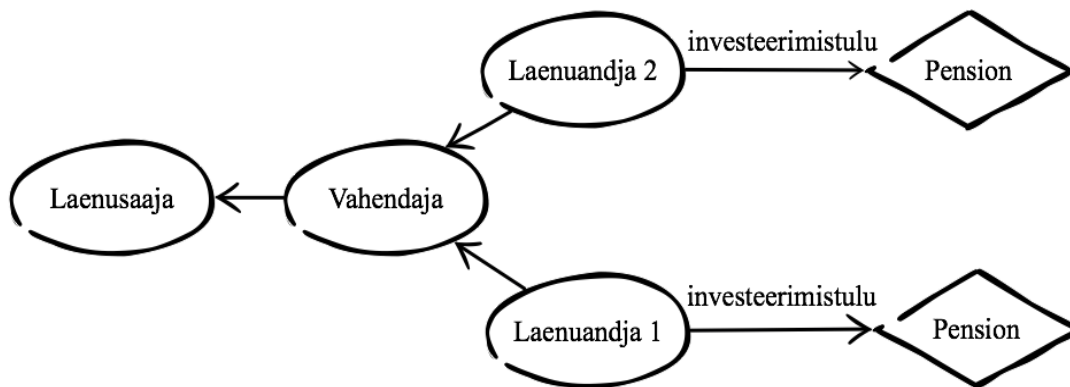 investeerimistulu
Laenuandja 2
Pension
Laenusaaja
Vahendaja
investeerimistulu
Laenuandja 1
Pension